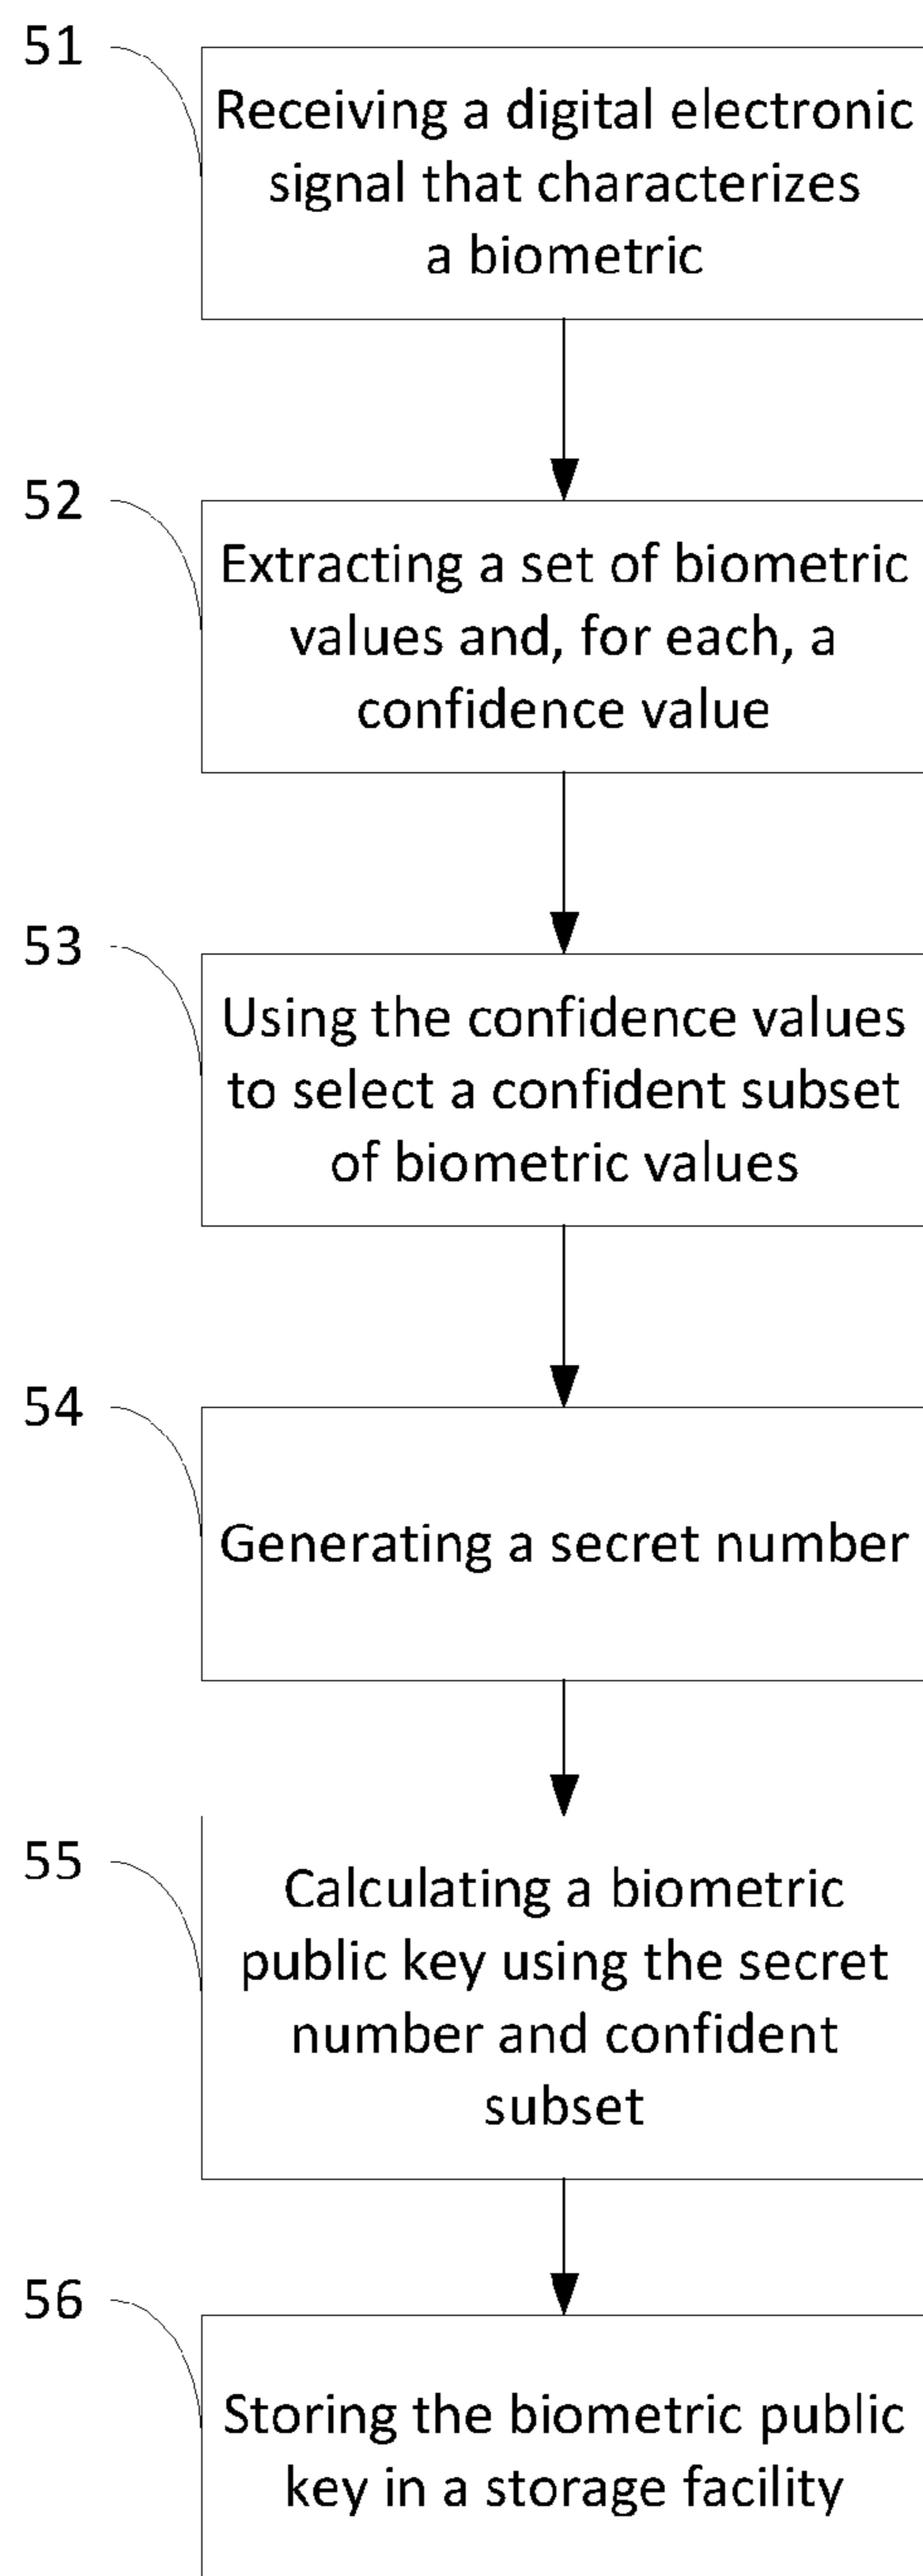 51
Receiving a digital electronic
signal that characterizes
a biometric
52
Extracting a set of biometric
values and, for each, a
confidence value
53
Using the confidence values
to select a confident subset
of biometric values
54
Generating a secret number
55
Calculating a biometric
public key using the secret
number and confident
subset
56
Storing the biometric public
key in a storage facility